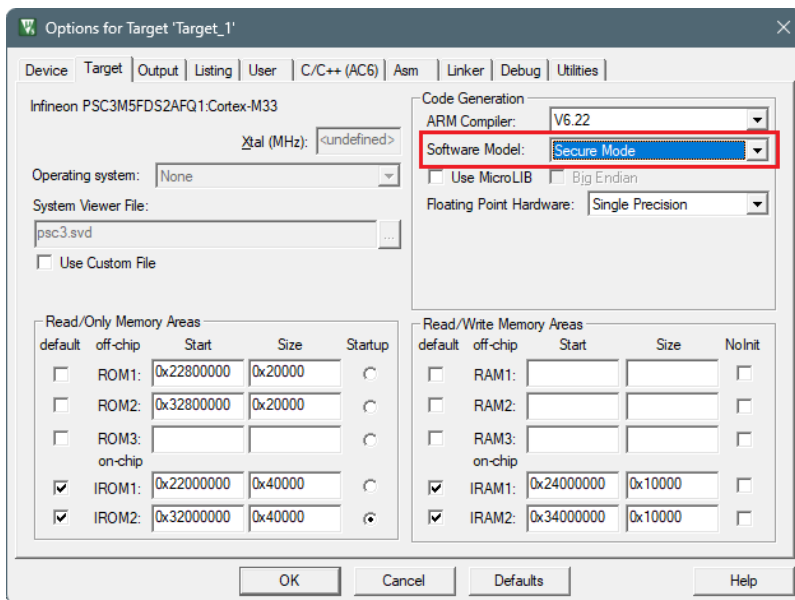 Options for Target 'Target_1'
Device Target Output Listing User C/C++ (AC6) Asm Linker Debug Utilities
Infineon PSC3M5FDS2AFQ1:Cortex-M33
Xtal (MHz): <undefined>
Operating system: None
System Viewer File:
psc3.svd
...
Use Custom File
Code Generation
ARM Compiler: V6.22
Software Model: Secure Mode
Use MicroLIB Big Endian
Floating Point Hardware: Single Precision
Read/Only Memory Areas
default off-chip Start Size Startup
ROM1: 0x22800000 0x20000
ROM2: 0x32800000 0x20000
ROM3:
on-chip
IROM1: 0x22000000 0x40000
IROM2: 0x32000000 0x40000
Read/Write Memory Areas
default off-chip Start Size NoInit
RAM1:
RAM2:
RAM3:
on-chip
IRAM1: 0x24000000 0x10000
IRAM2: 0x34000000 0x10000
OK Cancel Defaults Help